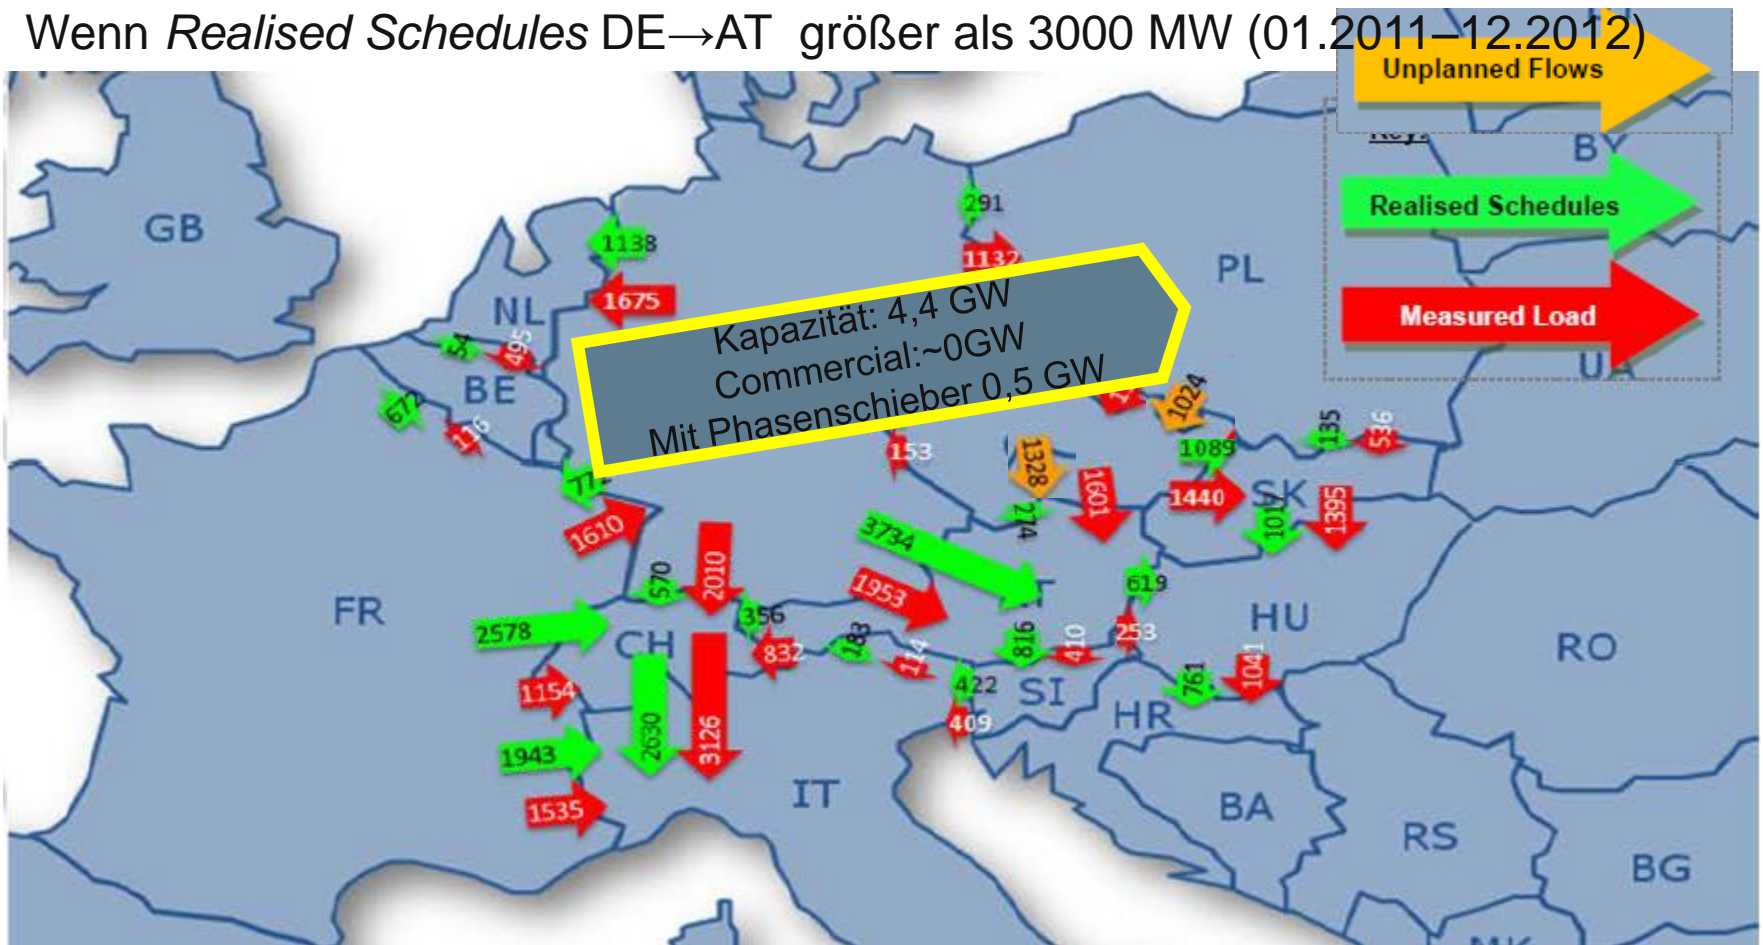 Wenn Realised Schedules DE→AT größer als 3000 MW (01.2011–12.2012)
Unplanned Flows
Key:
Realised Schedules
Measured Load
GB
BY
PL
UA
NL
BE
291
1138
1132
1675
54
495
672
116
Kapazität: 4,4 GW
Commercial:~0GW
Mit Phasenschieber 0,5 GW
1024
135
536
153
1328
1089
1601
1440
SK
1395
274
1610
3734
570
2010
1953
619
FR
2578
CH
356
832
183
114
816
410
253
HU
RO
1154
422
SI
761
1041
409
HR
2630
3126
1943
1535
IT
BA
RS
BG
MK